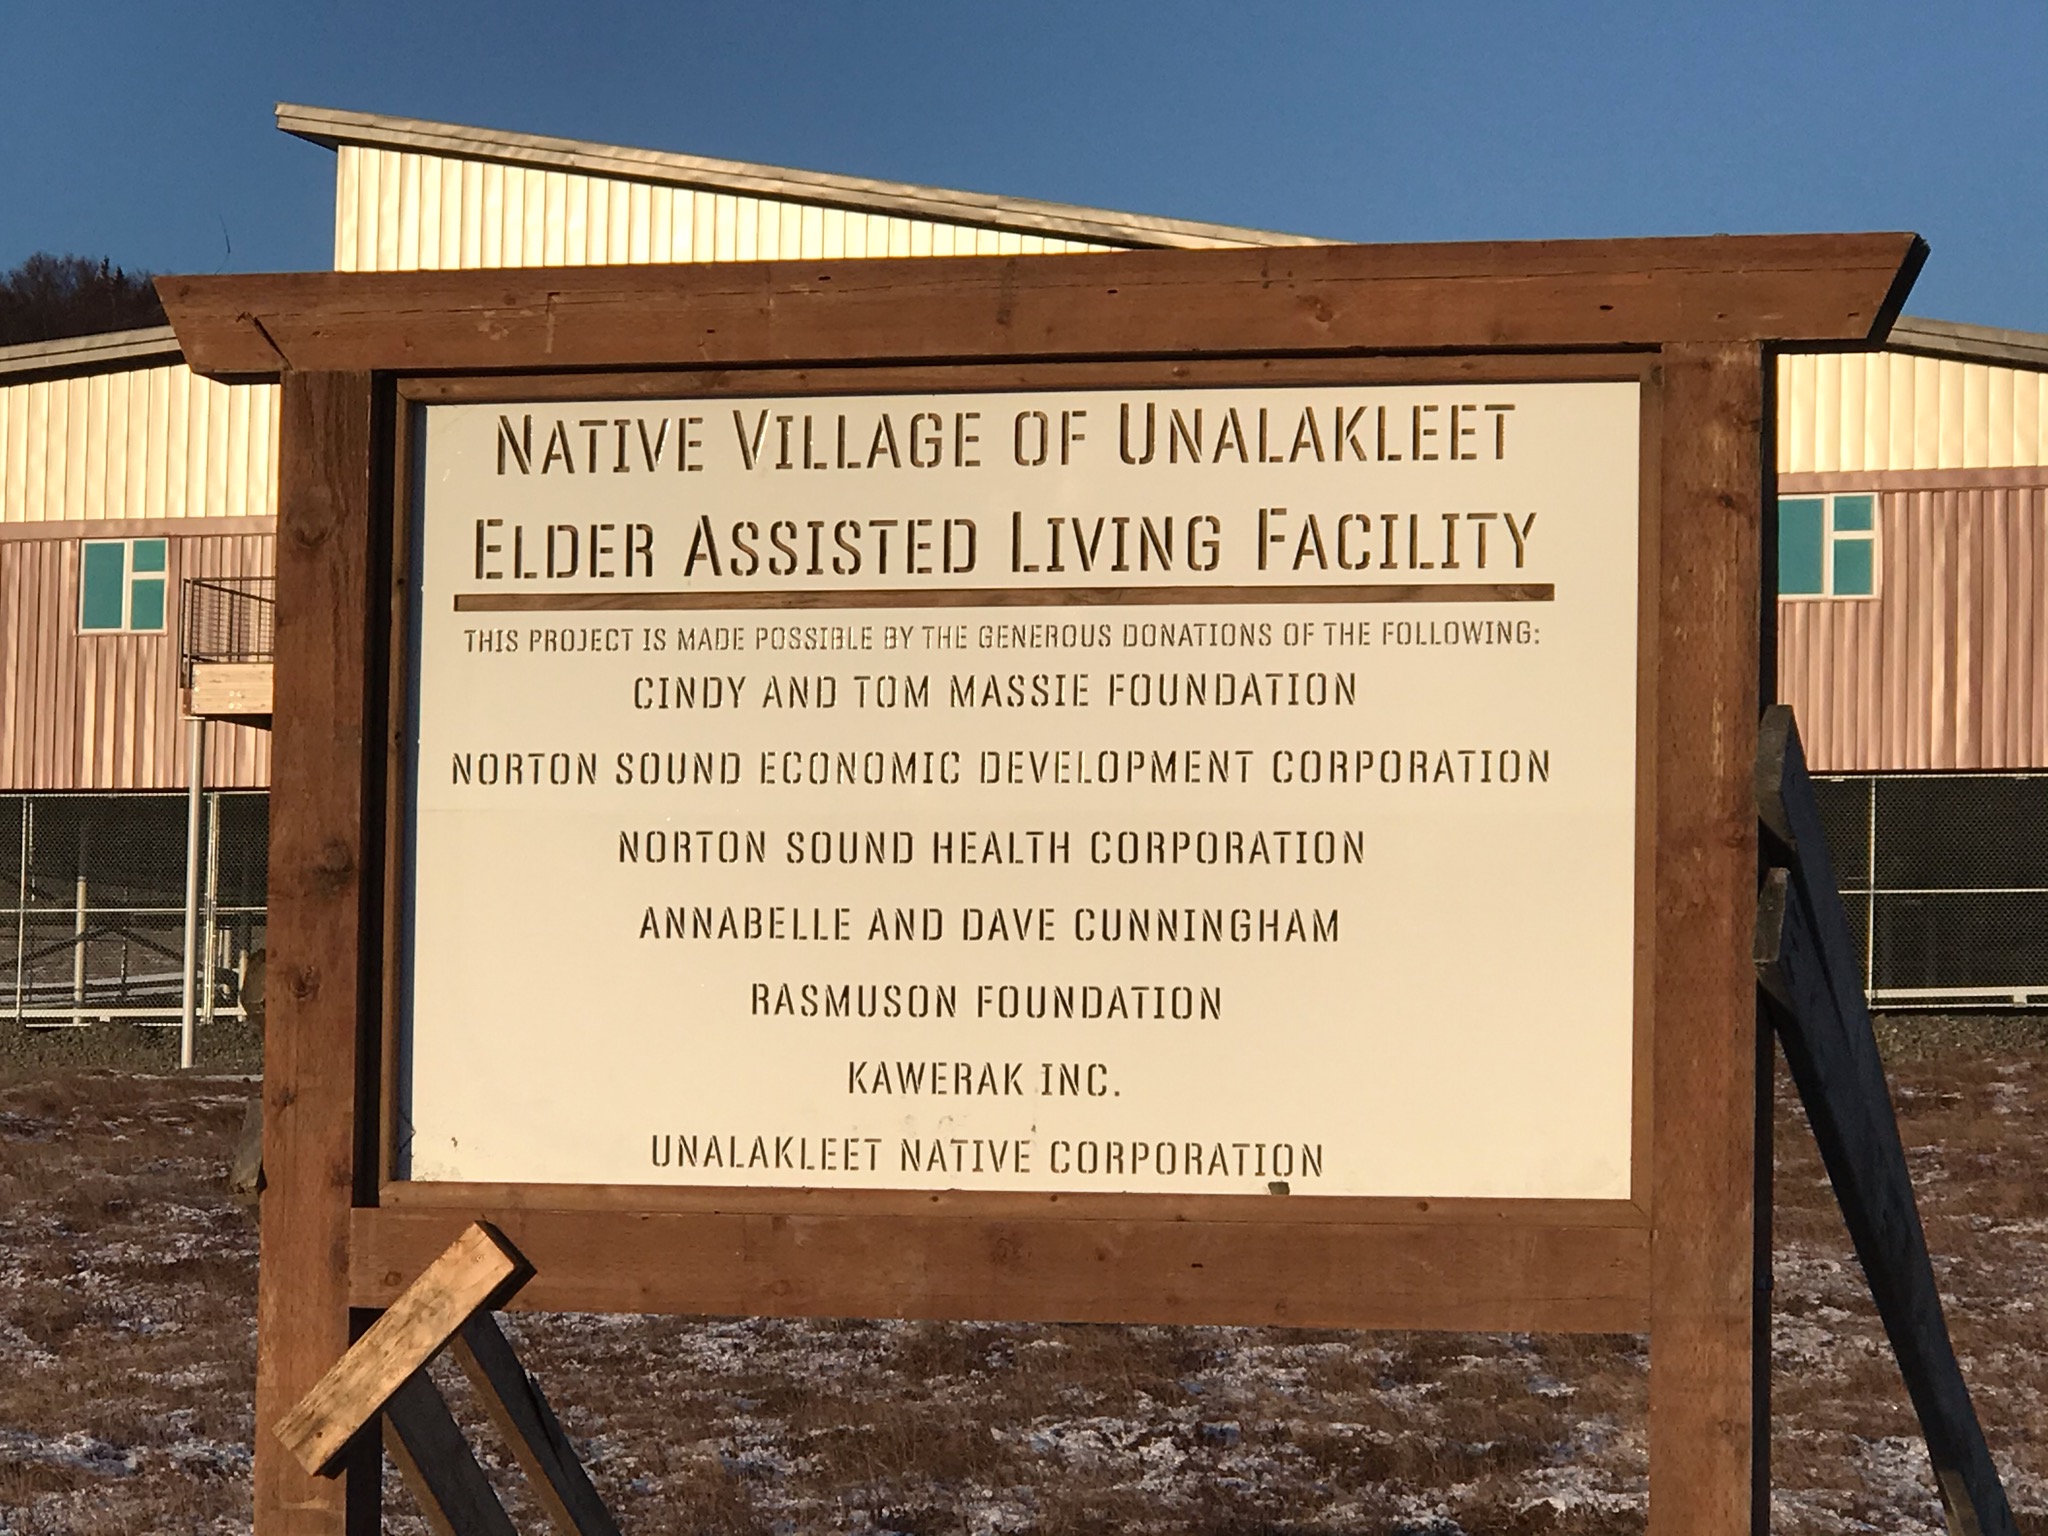 NATIVE VILLAGE OF UNALAKLEET
ELDER ASSISTED LIVING FACILITY
THIS PROJECT IS MADE POSSIBLE BY THE GENEROUS DONATIONS OF THE FOLLOWING:
CINDY AND TOM MASSIE FOUNDATION
NORTON SOUND ECONOMIC DEVELOPMENT CORPORATION
NORTON SOUND HEALTH CORPORATION
ANNABELLE AND DAVE CUNNINGHAM
RASMUSON FOUNDATION
KAWERAK INC.
UNALAKLEET NATIVE CORPORATION